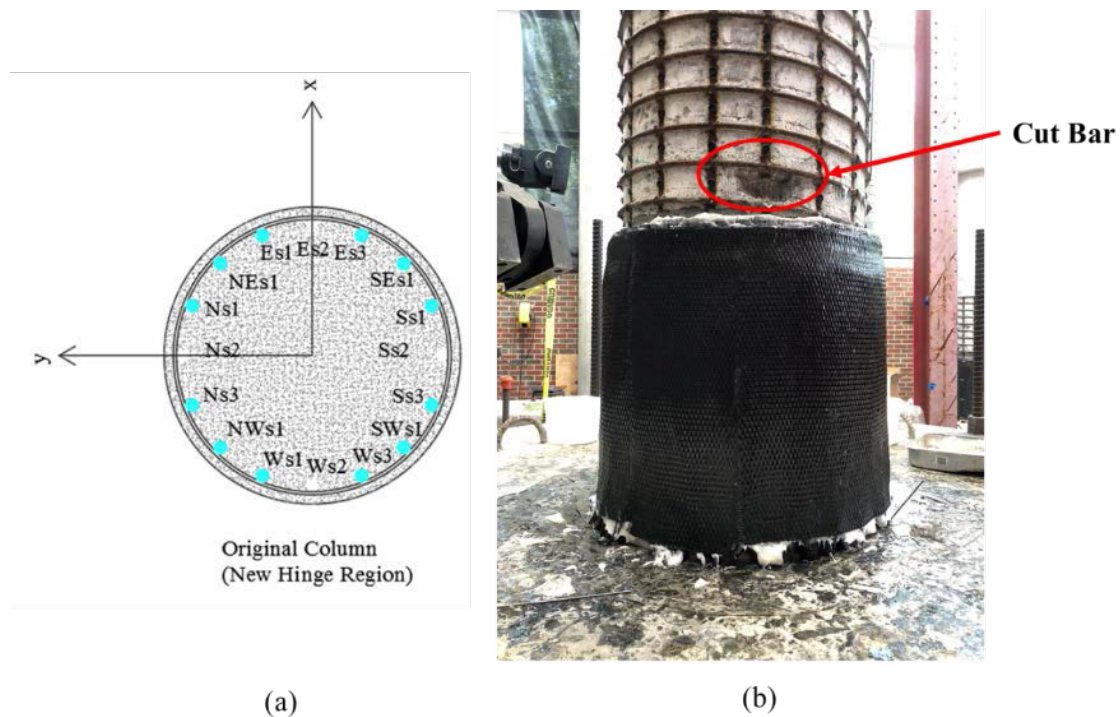 x
y
Es1 Es2 Es3
NEs1 SEs1
Ns1 Ss1
Ns2 Ss2
Ns3 Ss3
NWs1 SWs1
Ws1 Ws2 Ws3
Original Column
(New Hinge Region)
Cut Bar
(a)
(b)